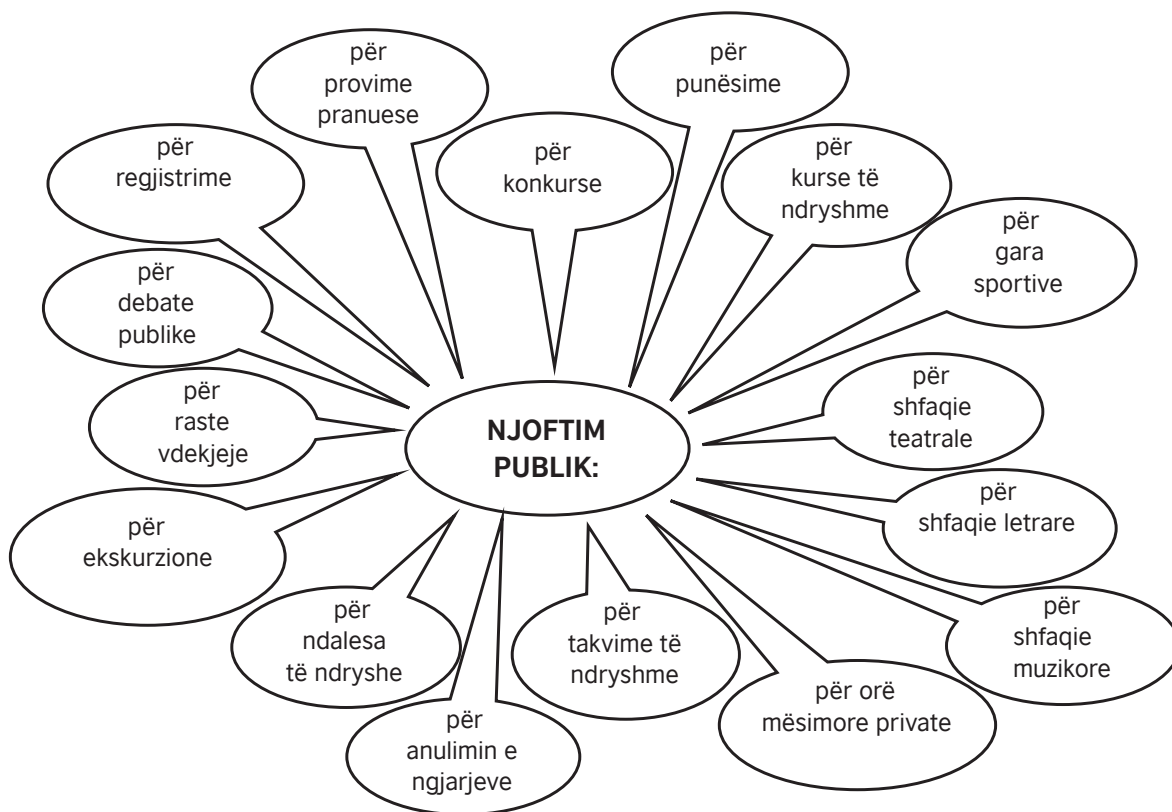 për
provime
pranuese
për
punësime
për
regjistrime
për
konkurse
për
kurse të
ndryshme
për
gara
sportive
për
debate
publike
për
raste
vdekjeje
NJOFTIM
PUBLIK:
për
shfaqie
teatrale
për
shfaqie letrare
për
ekskurzione
për
ndalesa
të ndryshe
për
takvime të
ndryshme
për
shfaqie
muzikore
për orë
mësimore private
për
anulimin e
ngjarjeve